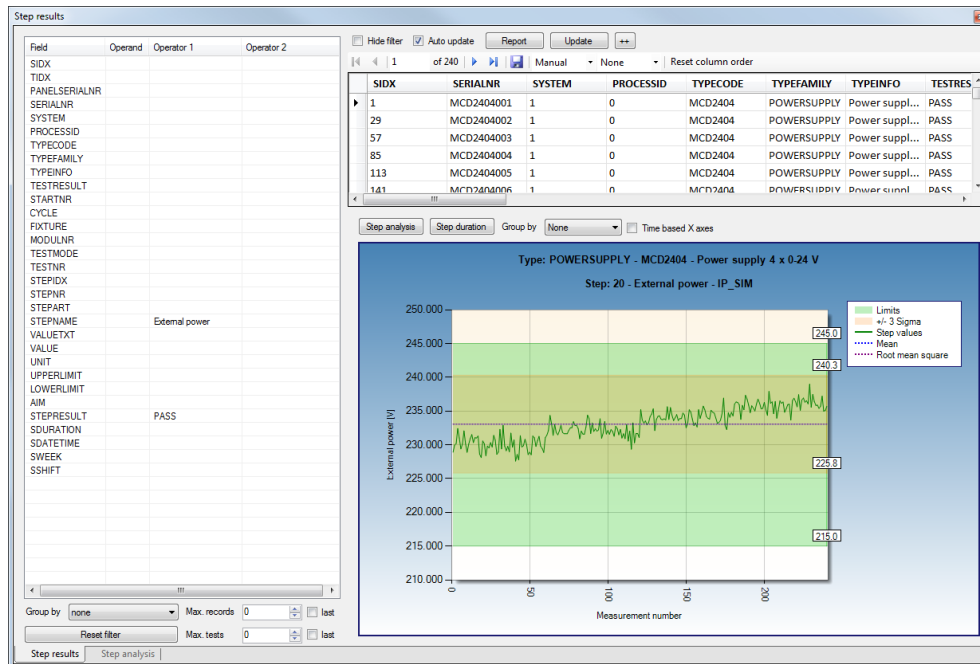 Step results
Field Operand Operator 1 Operator 2
SIDX
TIDX
PANELSERIALNR
SERIALNR
SYSTEM
PROCESSID
TYPECODE
TYPEFAMILY
TYPEINFO
TESTRESULT
STARTNR
CYCLE
FIXTURE
MODULNR
TESTMODE
TESTNR
STEPIDX
STEPNR
STEPART
STEPNAME External power
VALUETXT
VALUE
UNIT
UPPERLIMIT
LOWERLIMIT
AIM
STEPRESULT PASS
SDURATION
SDATETIME
SWEEK
SSHIFT
Group by none Max. records 0 last
Reset filter Max. tests 0 last
Step results Step analysis
Hide filter Auto update Report Update ++
1 of 240 Manual None Reset column order
SIDX SERIALNR SYSTEM PROCESSID TYPECODE TYPEFAMILY TYPEINFO TESTRES
1 MCD2404001 1 0 MCD2404 POWERSUPPLY Power suppl... PASS
29 MCD2404002 1 0 MCD2404 POWERSUPPLY Power suppl... PASS
57 MCD2404003 1 0 MCD2404 POWERSUPPLY Power suppl... PASS
85 MCD2404004 1 0 MCD2404 POWERSUPPLY Power suppl... PASS
113 MCD2404005 1 0 MCD2404 POWERSUPPLY Power suppl... PASS
141 MCD2404006 1 0 MCD2404 POWERSUPPLY Power suppl... PASS
Step analysis Step duration Group by None Time based X axes
Type: POWERSUPPLY - MCD2404 - Power supply 4 x 0-24 V
Step: 20 - External power - IP_SIM
250.000
245.000
240.000
235.000
230.000
225.000
220.000
215.000
210.000
External power [V]
245.0
240.3
225.8
215.0
0 50 100 150 200
Measurement number
Limits
+/- 3 Sigma
Step values
Mean
Root mean square